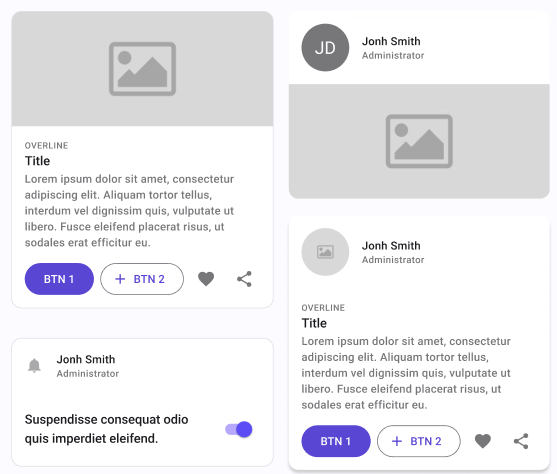 OVERLINE
Title
Lorem ipsum dolor sit amet, consectetur
adipiscing elit. Aliquam tortor tellus,
interdum vel dignissim quis, vulputate ut
libero. Fusce eleifend placerat risus, ut
sodales erat efficitur eu.
BTN 1
BTN 2
Jonh Smith
Administrator
Suspendisse consequat odio
quis imperdiet eleifend.
JD
Jonh Smith
Administrator
Jonh Smith
Administrator
OVERLINE
Title
Lorem ipsum dolor sit amet, consectetur
adipiscing elit. Aliquam tortor tellus,
interdum vel dignissim quis, vulputate ut
libero. Fusce eleifend placerat risus, ut
sodales erat efficitur eu.
BTN 1
BTN 2